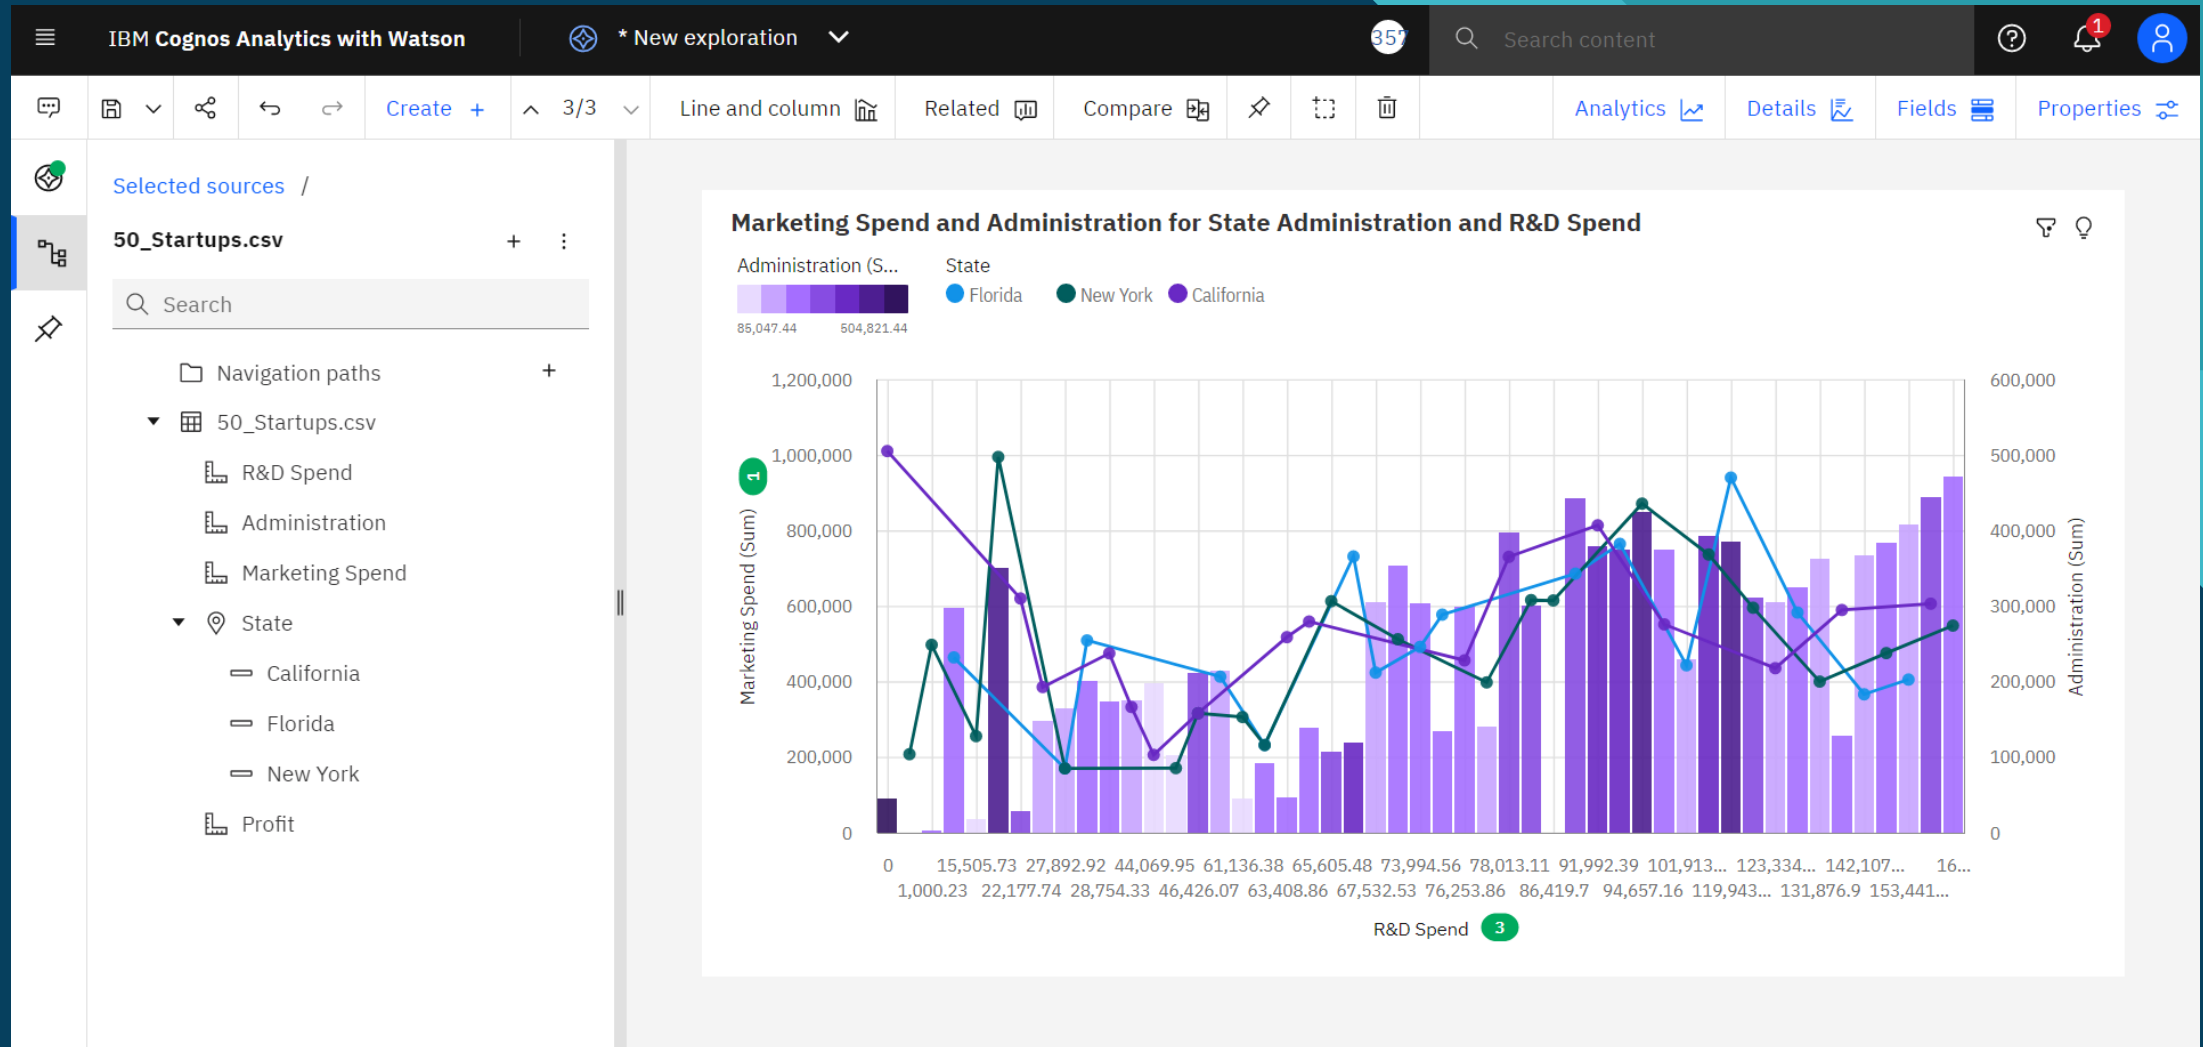 IBM Cognos Analytics with Watson
* New exploration
357
Search content
1
Create +
3/3
Line and column
Related
Compare
Analytics
Details
Fields
Properties
Selected sources /
50_Startups.csv
Search
Navigation paths
50_Startups.csv
R&D Spend
Administration
Marketing Spend
State
California
Florida
New York
Profit
Marketing Spend and Administration for State Administration and R&D Spend
Administration (S...
State
Florida
New York
California
85,047.44
504,821.44
1,200,000
1,000,000
800,000
600,000
400,000
200,000
0
Marketing Spend (Sum)
1
600,000
500,000
400,000
300,000
200,000
100,000
0
Administration (Sum)
0 15,505.73 27,892.92 44,069.95 61,136.38 65,605.48 73,994.56 78,013.11 91,992.39 101,913... 123,334... 142,107... 16...
1,000.23 22,177.74 28,754.33 46,426.07 63,408.86 67,532.53 76,253.86 86,419.7 94,657.16 119,943... 131,876.9 153,441...
R&D Spend 3